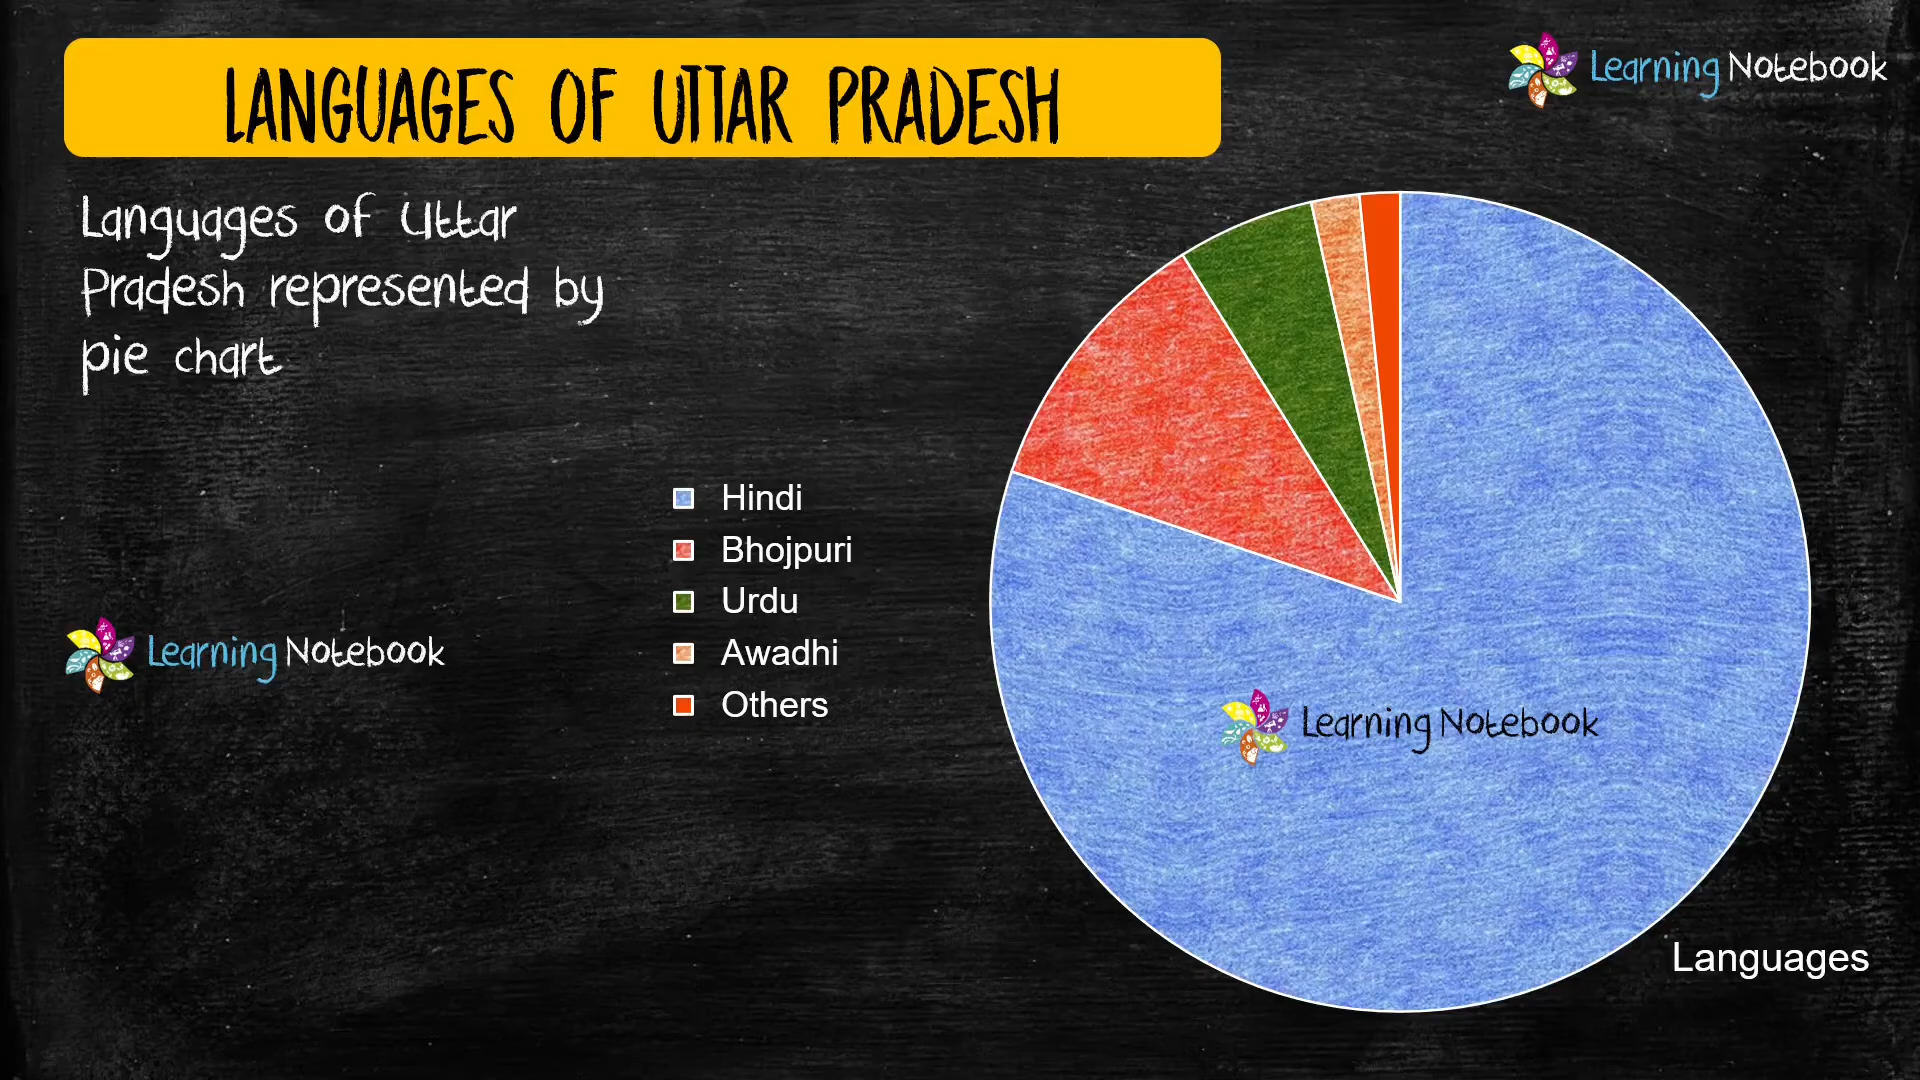 LANGUAGES OF UTTAR PRADESH
Learning Notebook
Languages of Uttar
Pradesh represented by
pie chart
Hindi
Bhojpuri
Urdu
Awadhi
Others
Learning Notebook
Learning Notebook
Languages